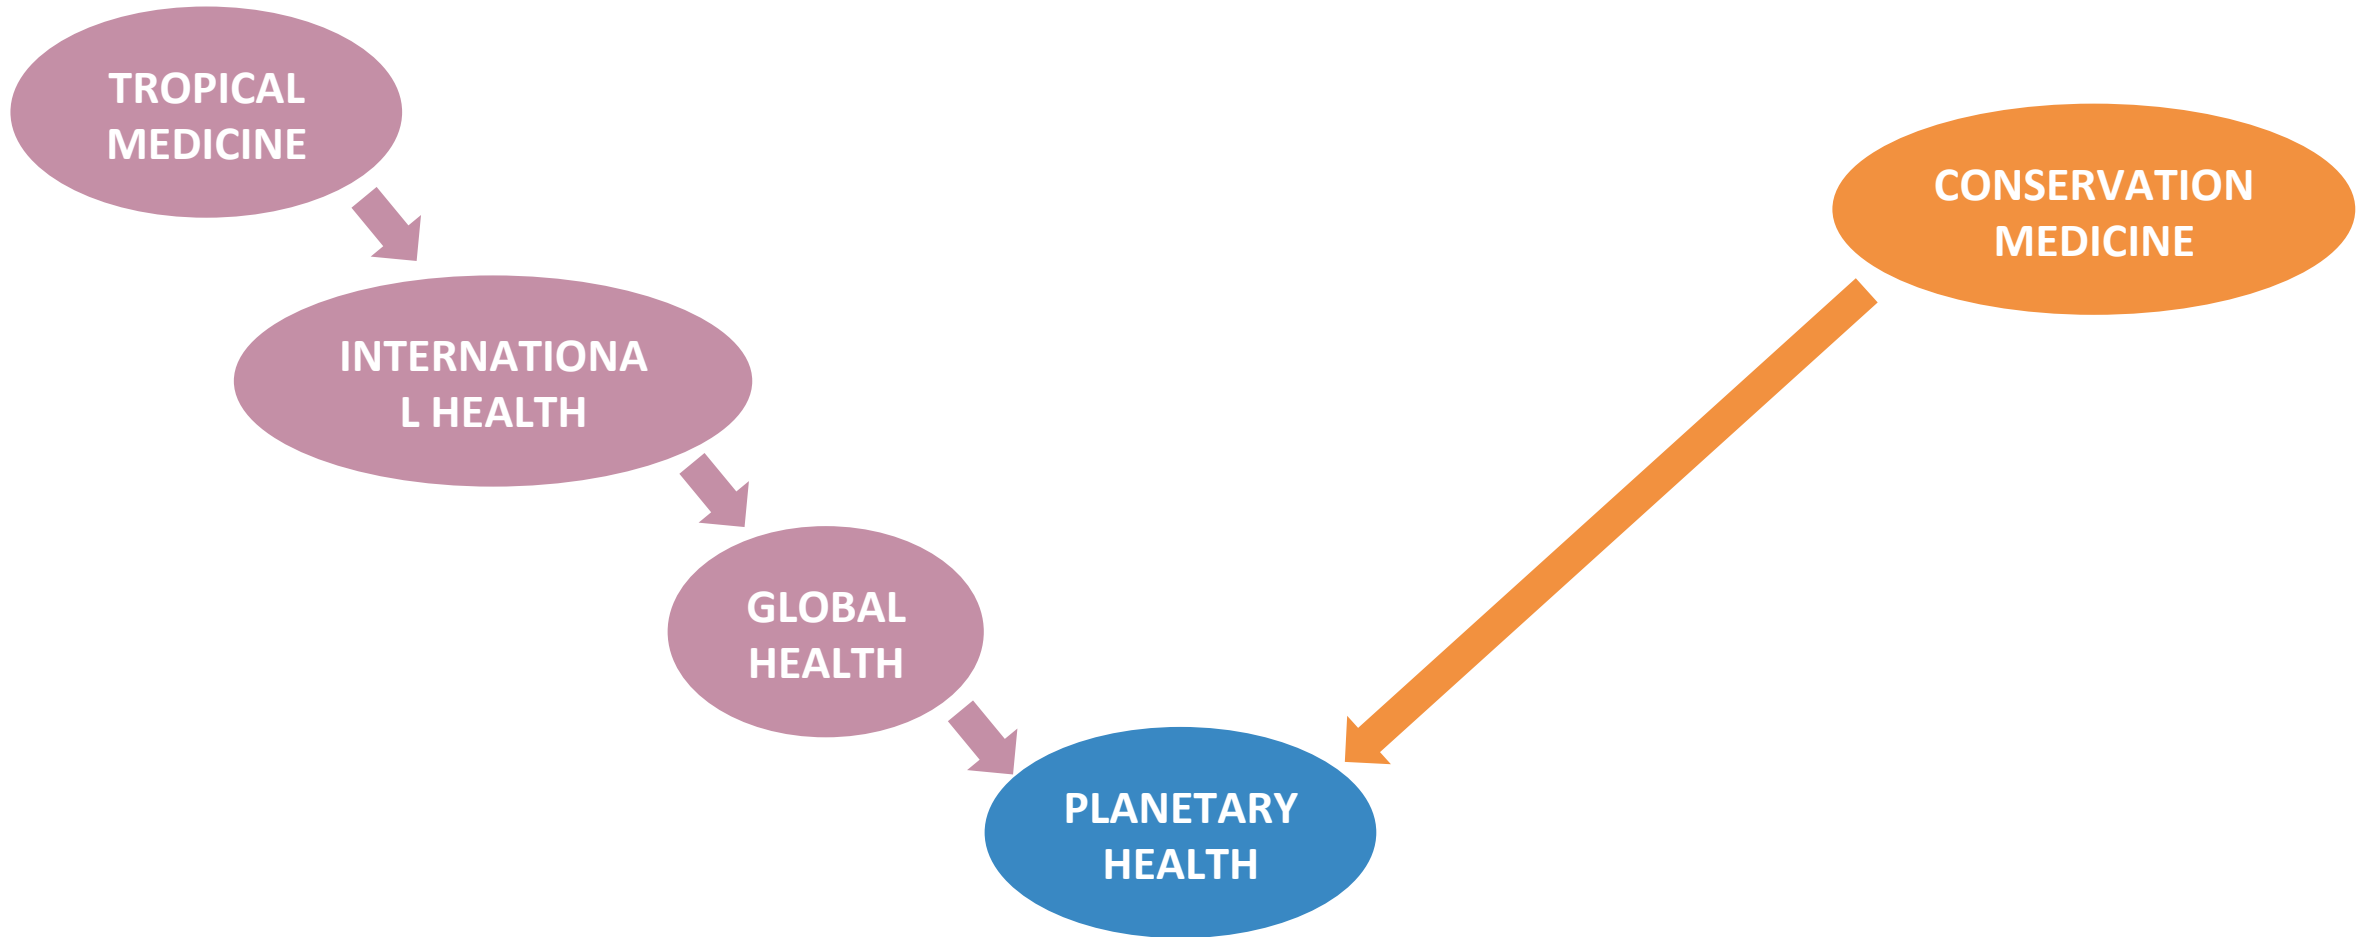 TROPICAL
MEDICINE
CONSERVATION
MEDICINE
INTERNATIONA
L HEALTH
GLOBAL
HEALTH
PLANETARY
HEALTH